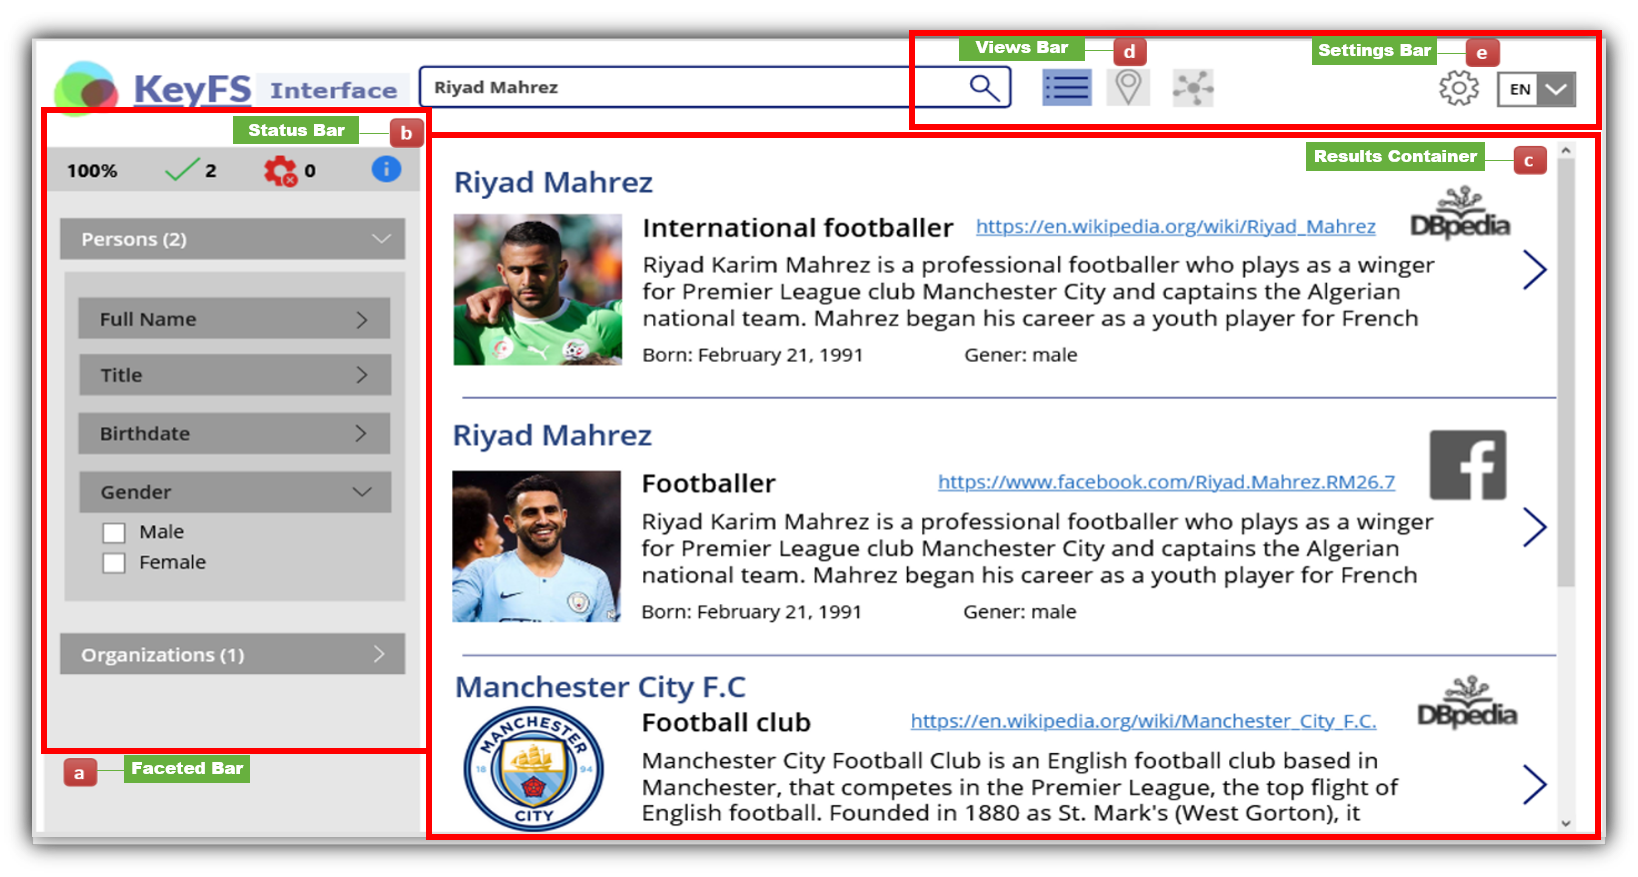 Views Bar
d
Settings Bar
e
KeyFS Interface
Riyad Mahrez
EN
Status Bar
b
100%
2
0
i
Persons (2)
Full Name
Title
Birthdate
Gender
Male
Female
Organizations (1)
a
Faceted Bar
Results Container
c
Riyad Mahrez
DBpedia
International footballer https://en.wikipedia.org/wiki/Riyad_Mahrez
Riyad Karim Mahrez is a professional footballer who plays as a winger
for Premier League club Manchester City and captains the Algerian
national team. Mahrez began his career as a youth player for French
Born: February 21, 1991 Gener: male
Riyad Mahrez
f
Footballer https://www.facebook.com/Riyad.Mahrez.RM26.7
Riyad Karim Mahrez is a professional footballer who plays as a winger
for Premier League club Manchester City and captains the Algerian
national team. Mahrez began his career as a youth player for French
Born: February 21, 1991 Gener: male
Manchester City F.C
DBpedia
MANCHESTER
18 94
CITY
Football club https://en.wikipedia.org/wiki/Manchester_City_F.C.
Manchester City Football Club is an English football club based in
Manchester, that competes in the Premier League, the top flight of
English football. Founded in 1880 as St. Mark's (West Gorton), it